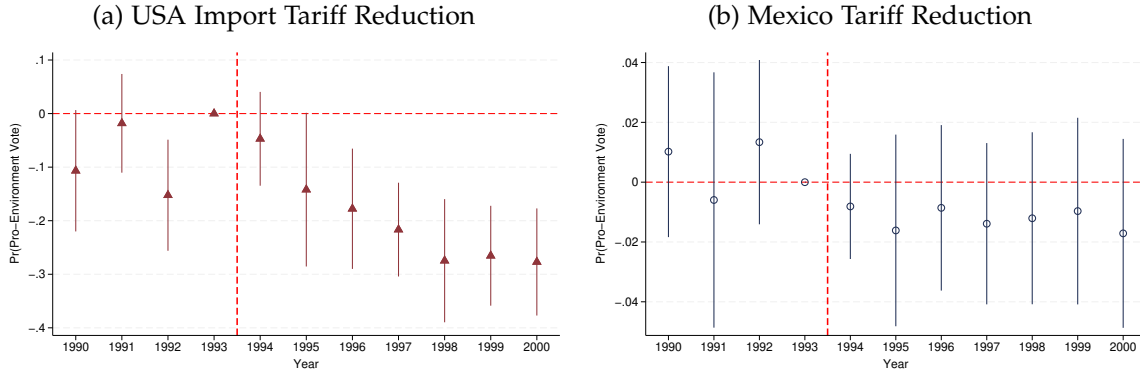 (a) USA Import Tariff Reduction
.1
0
-.1
-.2
-.3
-.4
Pr(Pro-Environment Vote)
1990 1991 1992 1993 1994 1995 1996 1997 1998 1999 2000
Year
(b) Mexico Tariff Reduction
.04
.02
0
-.02
-.04
Pr(Pro-Environment Vote)
1990 1991 1992 1993 1994 1995 1996 1997 1998 1999 2000
Year